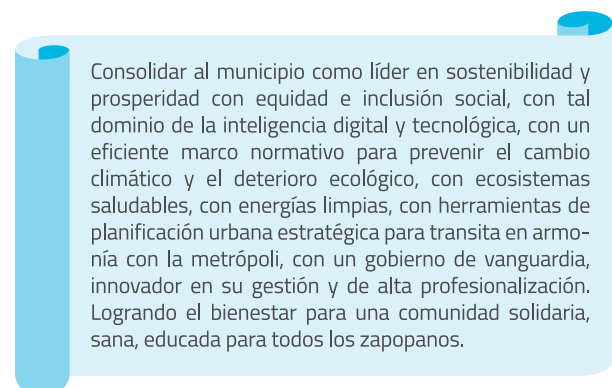 Consolidar al municipio como líder en sostenibilidad y
prosperidad con equidad e inclusión social, con tal
dominio de la inteligencia digital y tecnológica, con un
eficiente marco normativo para prevenir el cambio
climático y el deterioro ecológico, con ecosistemas
saludables, con energías limpias, con herramientas de
planificación urbana estratégica para transita en armo-
nía con la metrópoli, con un gobierno de vanguardia,
innovador en su gestión y de alta profesionalización.
Logrando el bienestar para una comunidad solidaria,
sana, educada para todos los zapopanos.